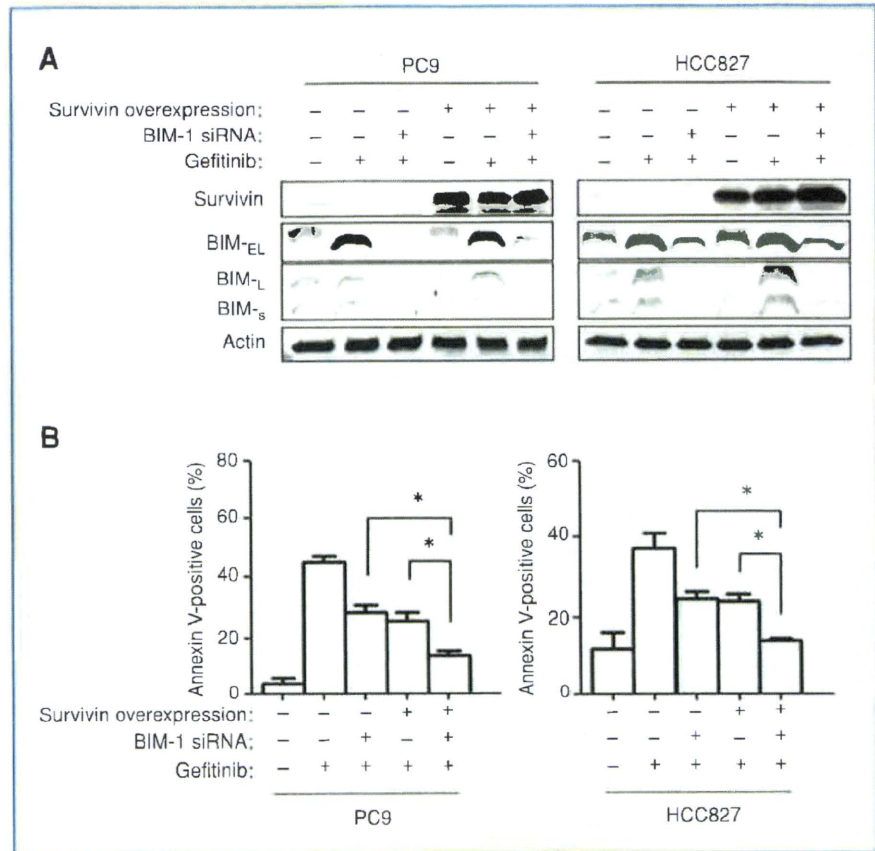 A
PC9 HCC827
Survivin overexpression: – – – + + + – – – + + +
BIM-1 siRNA: – – + – – + – – + – – +
Gefitinib: – + + – + + – + + – + +
Survivin
BIM-EL
BIM-L
BIM-s
Actin
B
Annexin V-positive cells (%)
80
60
40
20
0
* *
Annexin V-positive cells (%)
60
40
20
0
* *
Survivin overexpression: – – – + + – – – + +
BIM-1 siRNA: – – + – + – – + – +
Gefitinib: – + + + + – + + + +
PC9 HCC827